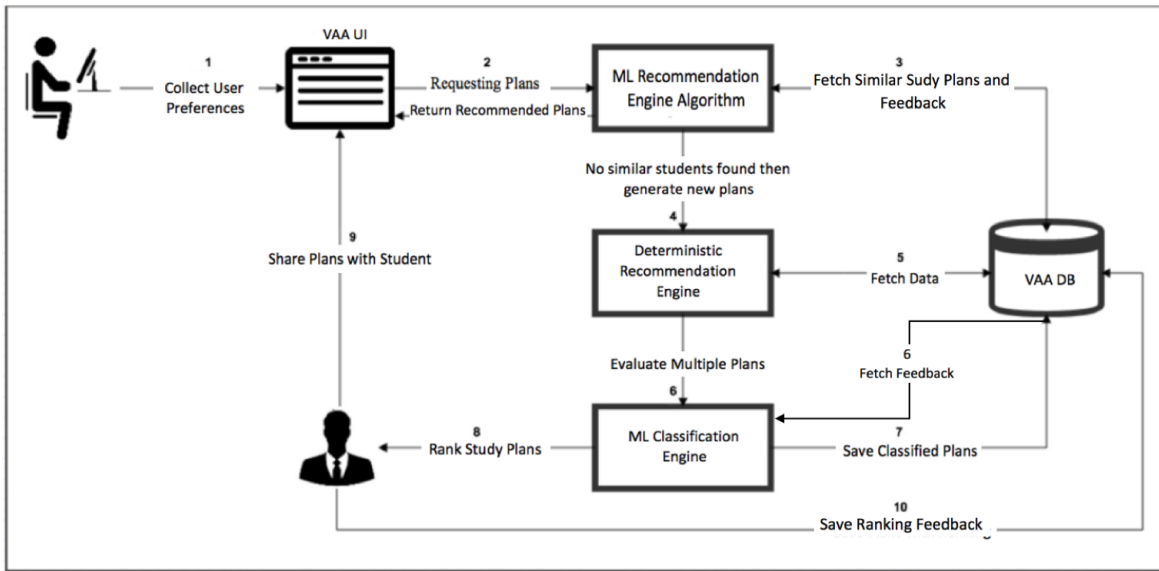 VAA UI
1
Collect User
Preferences
2
Requesting Plans
Return Recommended Plans
ML Recommendation
Engine Algorithm
3
Fetch Similar Sudy Plans and
Feedback
No similar students found then
generate new plans
4
Deterministic
Recommendation
Engine
5
Fetch Data
VAA DB
9
Share Plans with Student
Evaluate Multiple Plans
6
6
Fetch Feedback
8
Rank Study Plans
ML Classification
Engine
7
Save Classified Plans
10
Save Ranking Feedback